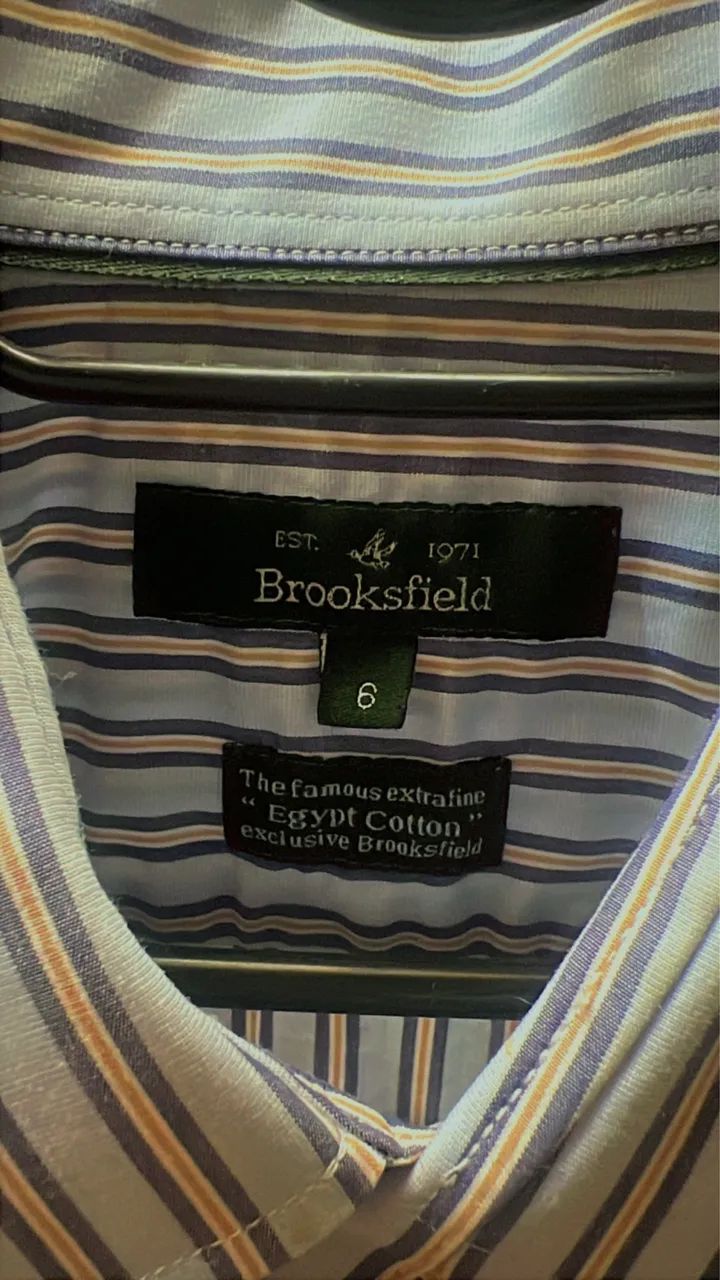 EST. 1971
Brooksfield
6
The famous extrafine
“ Egypt Cotton ”
exclusive Brooksfield